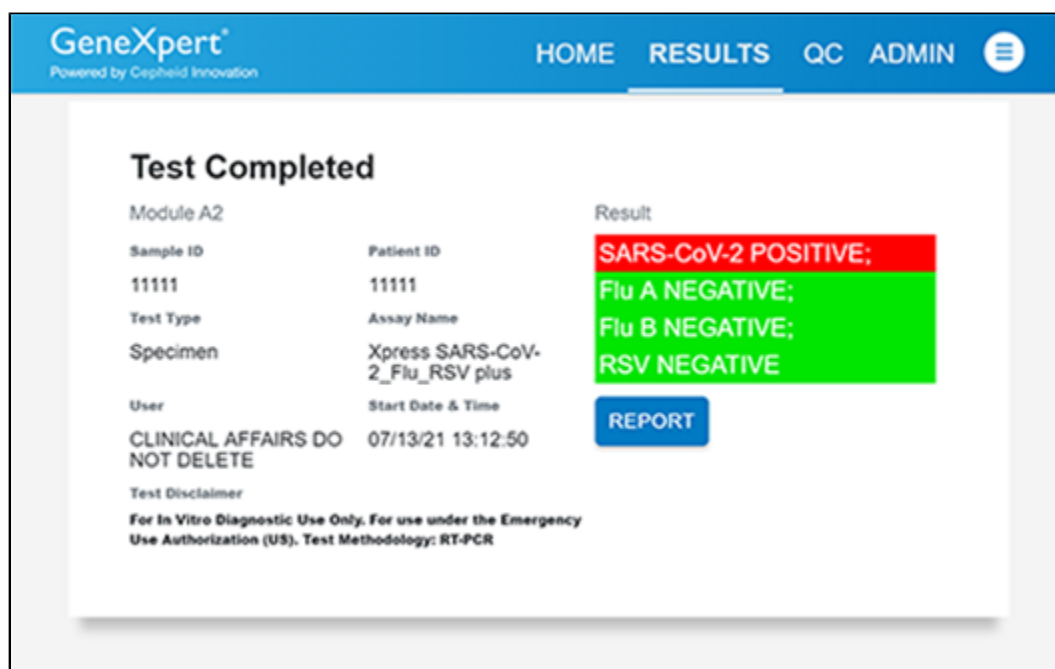 GeneXpert®
Powered by Cepheid Innovation
HOME RESULTS QC ADMIN
Test Completed
Module A2
Sample ID Patient ID
11111 11111
Test Type Assay Name
Specimen Xpress SARS-CoV-
2_Flu_RSV plus
User Start Date & Time
CLINICAL AFFAIRS DO 07/13/21 13:12:50
NOT DELETE
Test Disclaimer
For In Vitro Diagnostic Use Only. For use under the Emergency
Use Authorization (US). Test Methodology: RT-PCR
Result
SARS-CoV-2 POSITIVE;
Flu A NEGATIVE;
Flu B NEGATIVE;
RSV NEGATIVE
REPORT